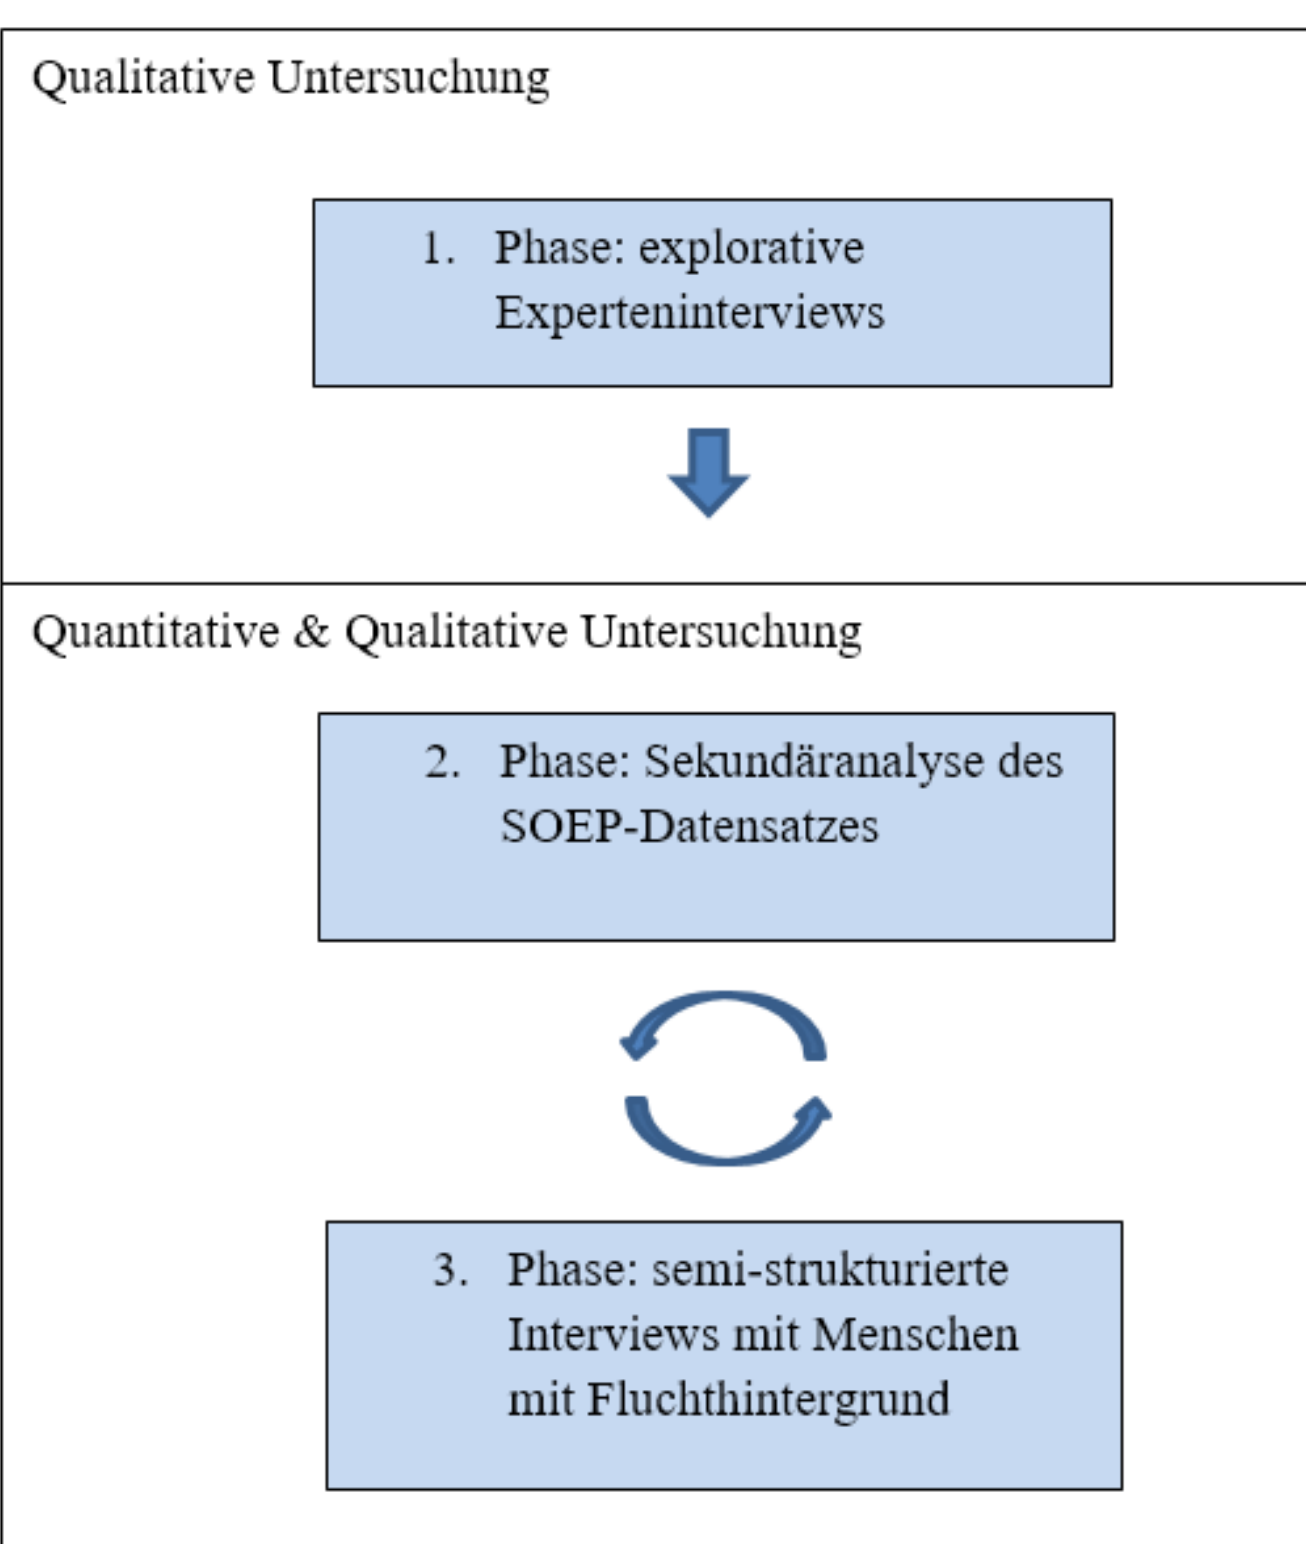 Qualitative Untersuchung
1. Phase: explorative
Experteninterviews
Quantitative & Qualitative Untersuchung
2. Phase: Sekundäranalyse des
SOEP-Datensatzes
3. Phase: semi-strukturierte
Interviews mit Menschen
mit Fluchthintergrund